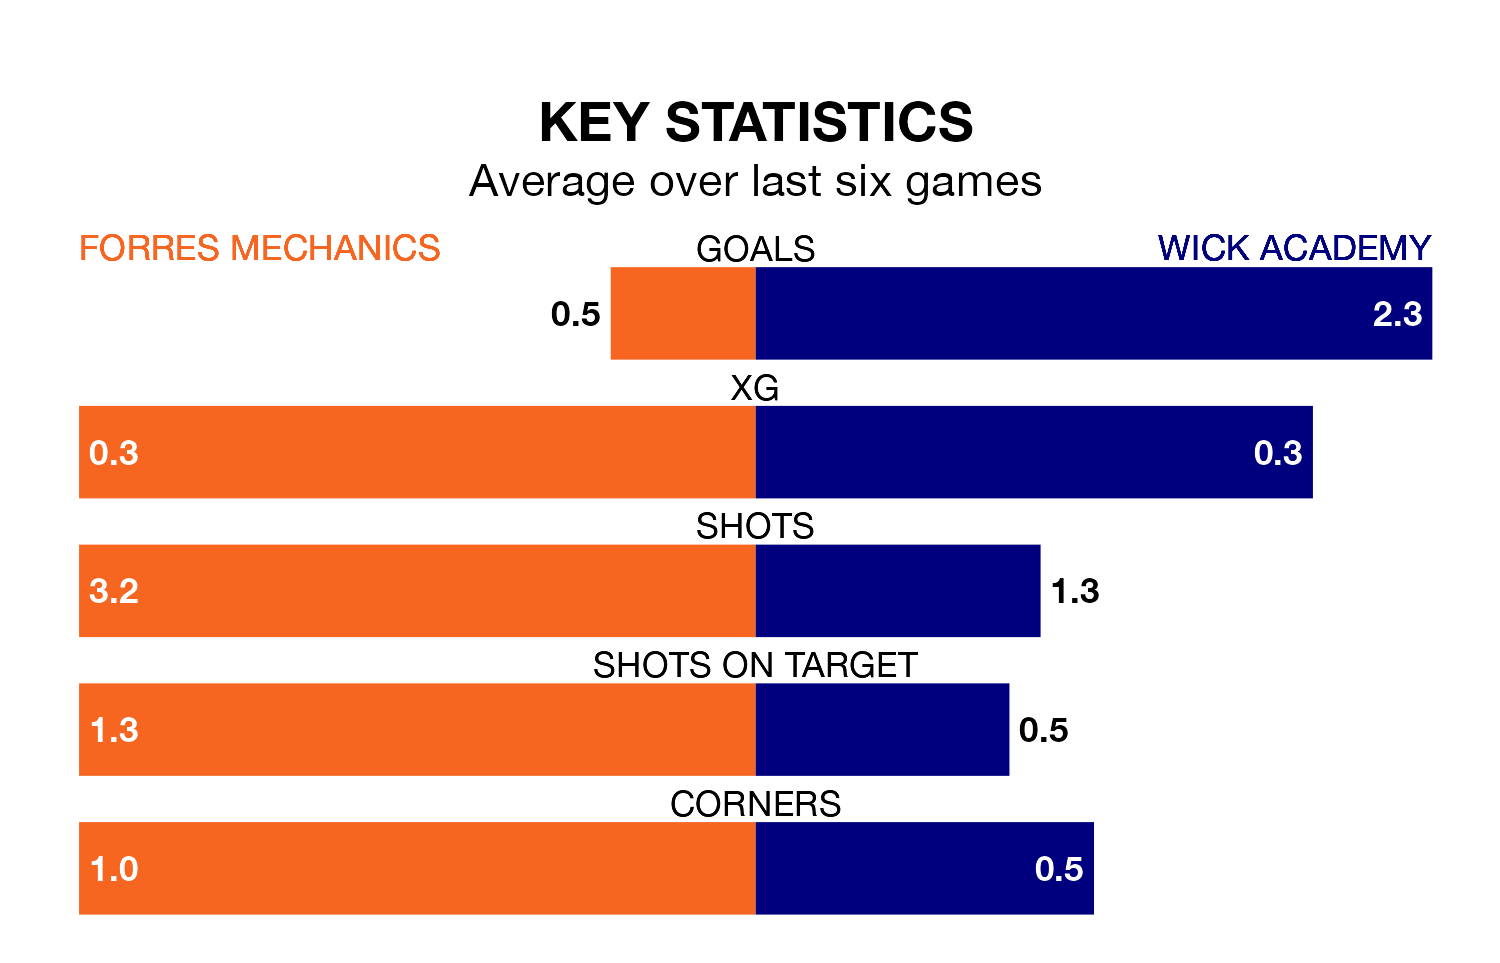 KEY STATISTICS
Average over last six games
FORRES MECHANICS GOALS WICK ACADEMY
0.5 2.3
XG
0.3 0.3
SHOTS
3.2 1.3
SHOTS ON TARGET
1.3 0.5
CORNERS
1.0 0.5